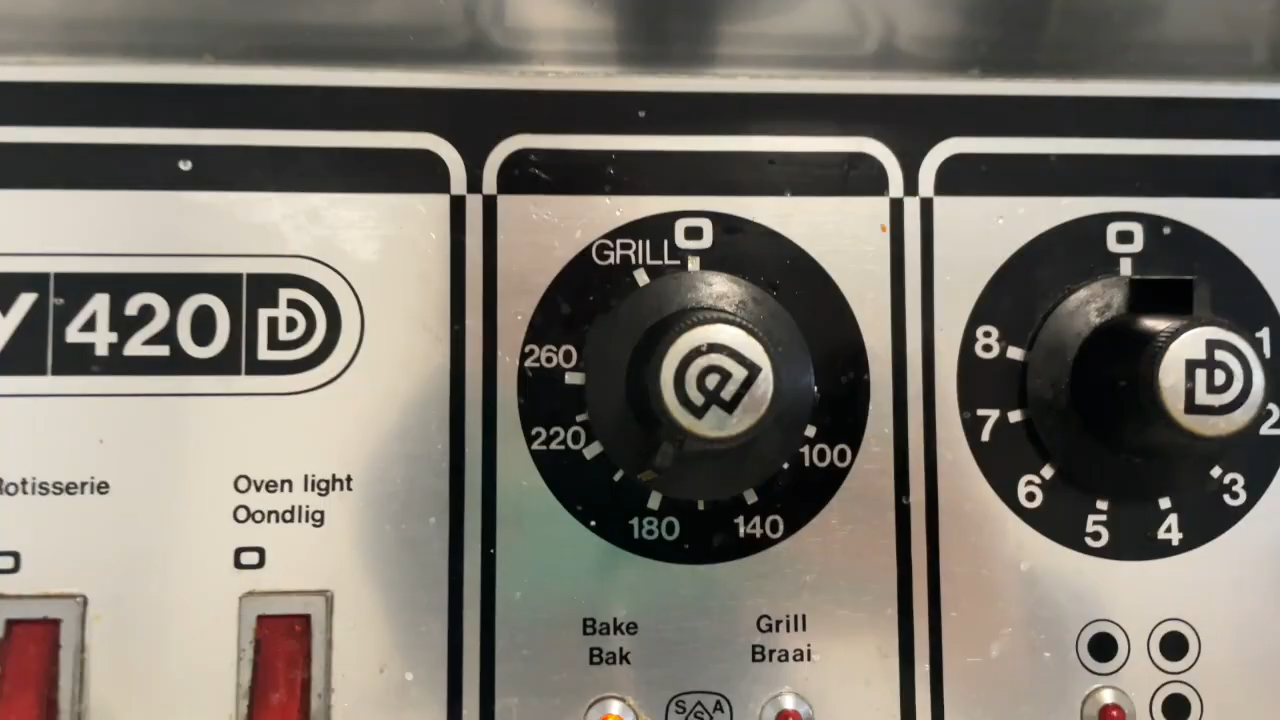 420
Rotisserie
Oven light
Oondlig
O
GRILL
260
220
180
140
100
Bake
Bak
Grill
Braai
S A
S
O
8
7
6
5
4
3
2
1